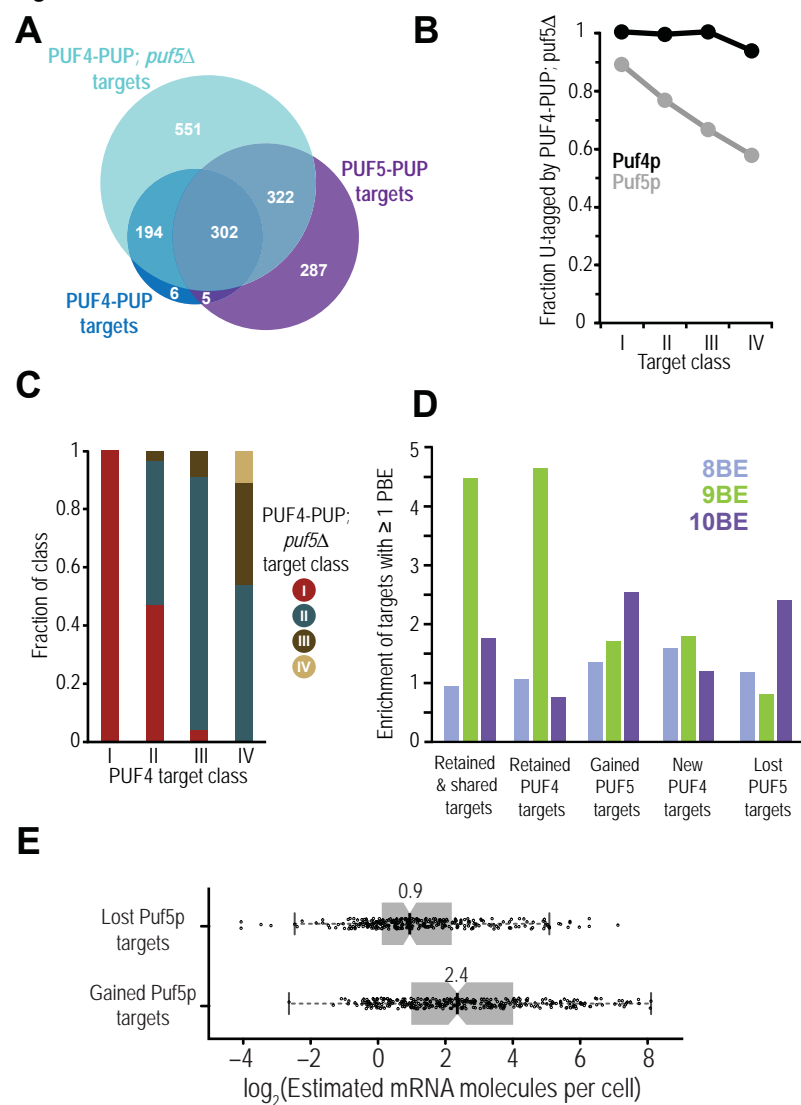 A
PUF4-PUP; puf5Δ
targets
551
PUF5-PUP
targets
322
194
302
287
6
5
PUF4-PUP
targets
B
Fraction U-tagged by PUF4-PUP; puf5Δ
1
0.8
0.6
0.4
0.2
0
Puf4p
Puf5p
I II III IV
Target class
C
Fraction of class
1
0.8
0.6
0.4
0.2
0
I II III IV
PUF4 target class
PUF4-PUP;
puf5Δ
target class
I
II
III
IV
D
Enrichment of targets with ≥ 1 PBE
5
4
3
2
1
0
8BE
9BE
10BE
Retained
& shared
targets
Retained
PUF4
targets
Gained
PUF5
targets
New
PUF4
targets
Lost
PUF5
targets
E
Lost Puf5p
targets
0.9
Gained Puf5p
targets
2.4
−4 −2 0 2 4 6 8
log2(Estimated mRNA molecules per cell)